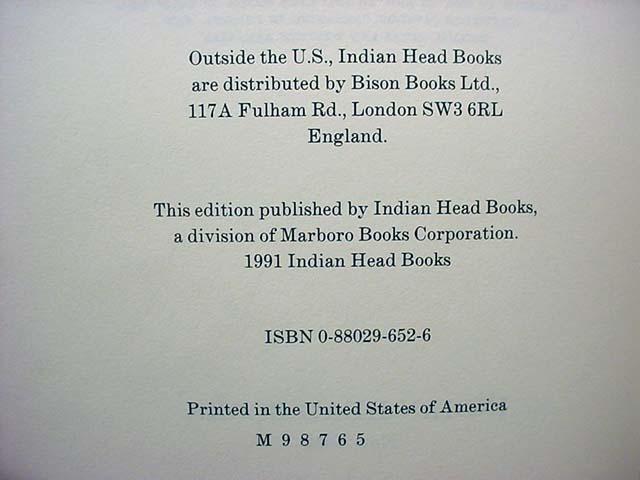 Outside the U.S., Indian Head Books
are distributed by Bison Books Ltd.,
117A Fulham Rd., London SW3 6RL
England.
This edition published by Indian Head Books,
a division of Marboro Books Corporation.
1991 Indian Head Books
ISBN 0-88029-652-6
Printed in the United States of America
M 9 8 7 6 5